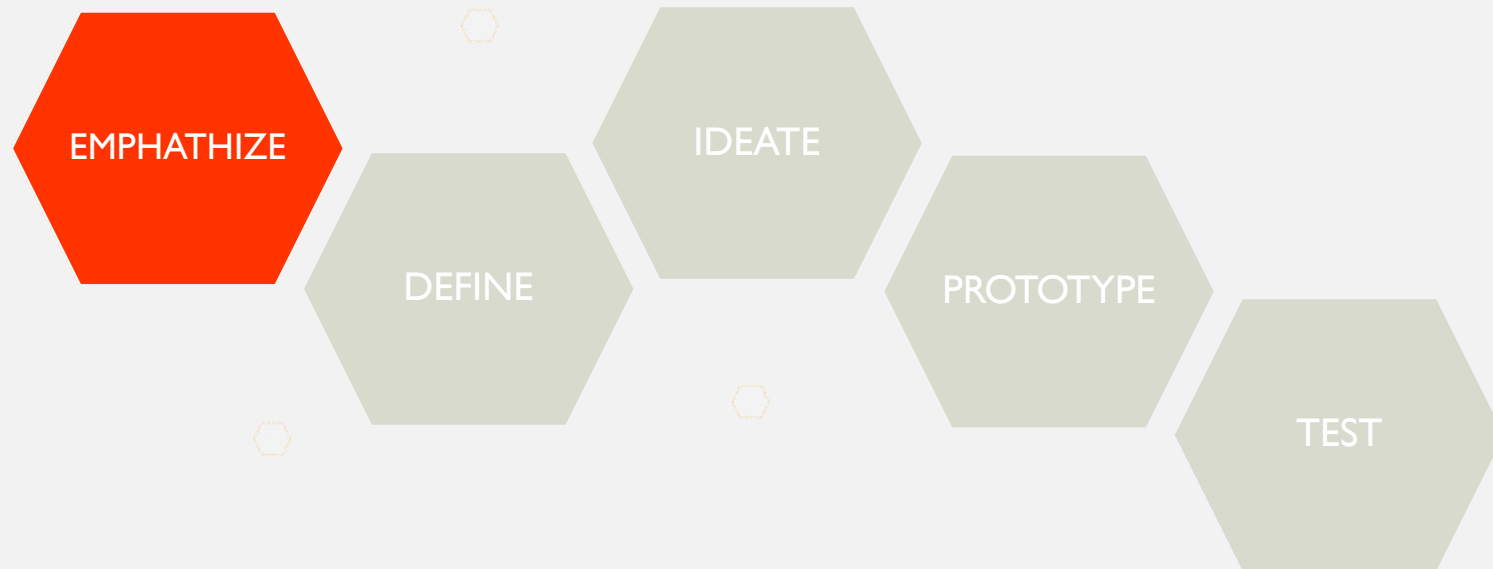 EMPHATHIZE
DEFINE
IDEATE
PROTOTYPE
TEST